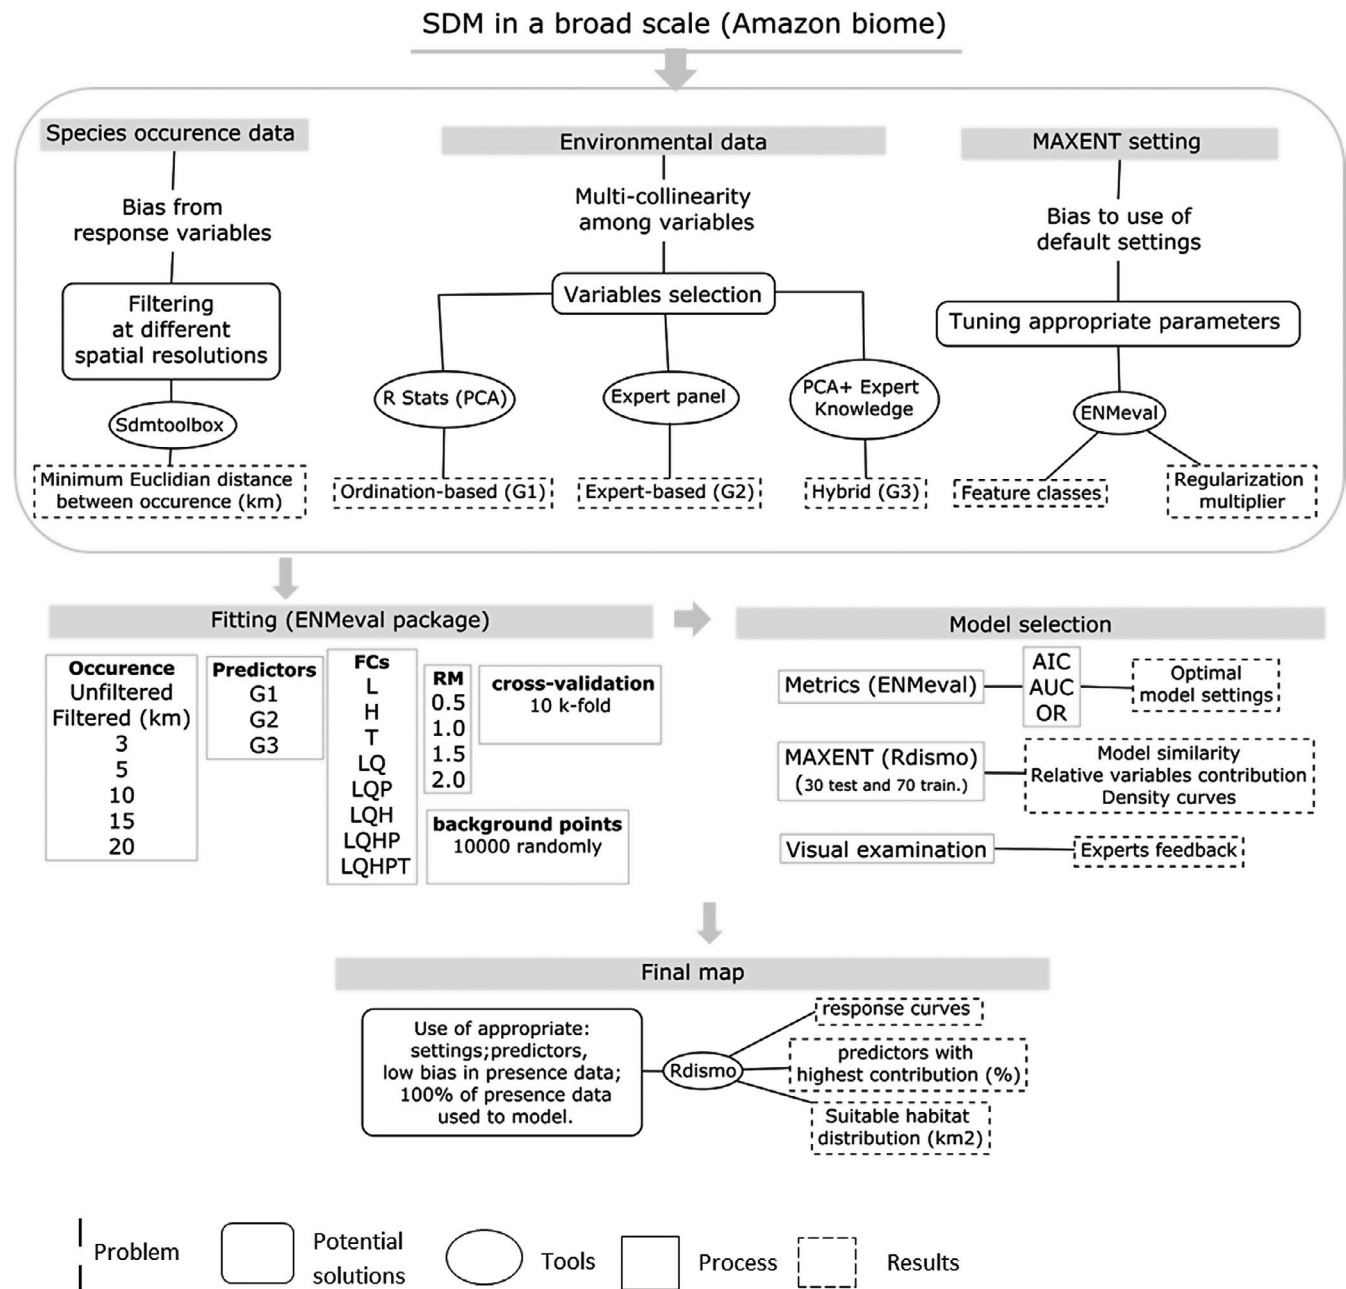 SDM in a broad scale (Amazon biome)
Species occurence data
Bias from
response variables
Filtering
at different
spatial resolutions
Sdmtoolbox
Minimum Euclidian distance
between occurence (km)
Environmental data
Multi-collinearity
among variables
Variables selection
R Stats (PCA)
Expert panel
PCA+ Expert
Knowledge
Ordination-based (G1)
Expert-based (G2)
Hybrid (G3)
MAXENT setting
Bias to use of
default settings
Tuning appropriate parameters
ENMeval
Feature classes
Regularization
multiplier
Fitting (ENMeval package)
Occurence
Unfiltered
Filtered (km)
3
5
10
15
20
Predictors
G1
G2
G3
FCs
L
H
T
LQ
LQP
LQH
LQHP
LQHPT
RM
0.5
1.0
1.5
2.0
cross-validation
10 k-fold
background points
10000 randomly
Model selection
Metrics (ENMeval)
AIC
AUC
OR
Optimal
model settings
MAXENT (Rdismo)
(30 test and 70 train.)
Model similarity
Relative variables contribution
Density curves
Visual examination
Experts feedback
Final map
Use of appropriate:
settings;predictors,
low bias in presence data;
100% of presence data
used to model.
Rdismo
response curves
predictors with
highest contribution (%)
Suitable habitat
distribution (km2)
Problem
Potential
solutions
Tools
Process
Results